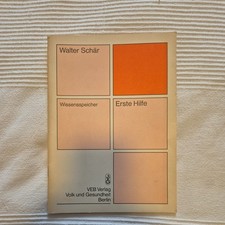 Walter Schär
Wissensspeicher
Erste Hilfe
VEB Verlag
Volk und Gesundheit
Berlin